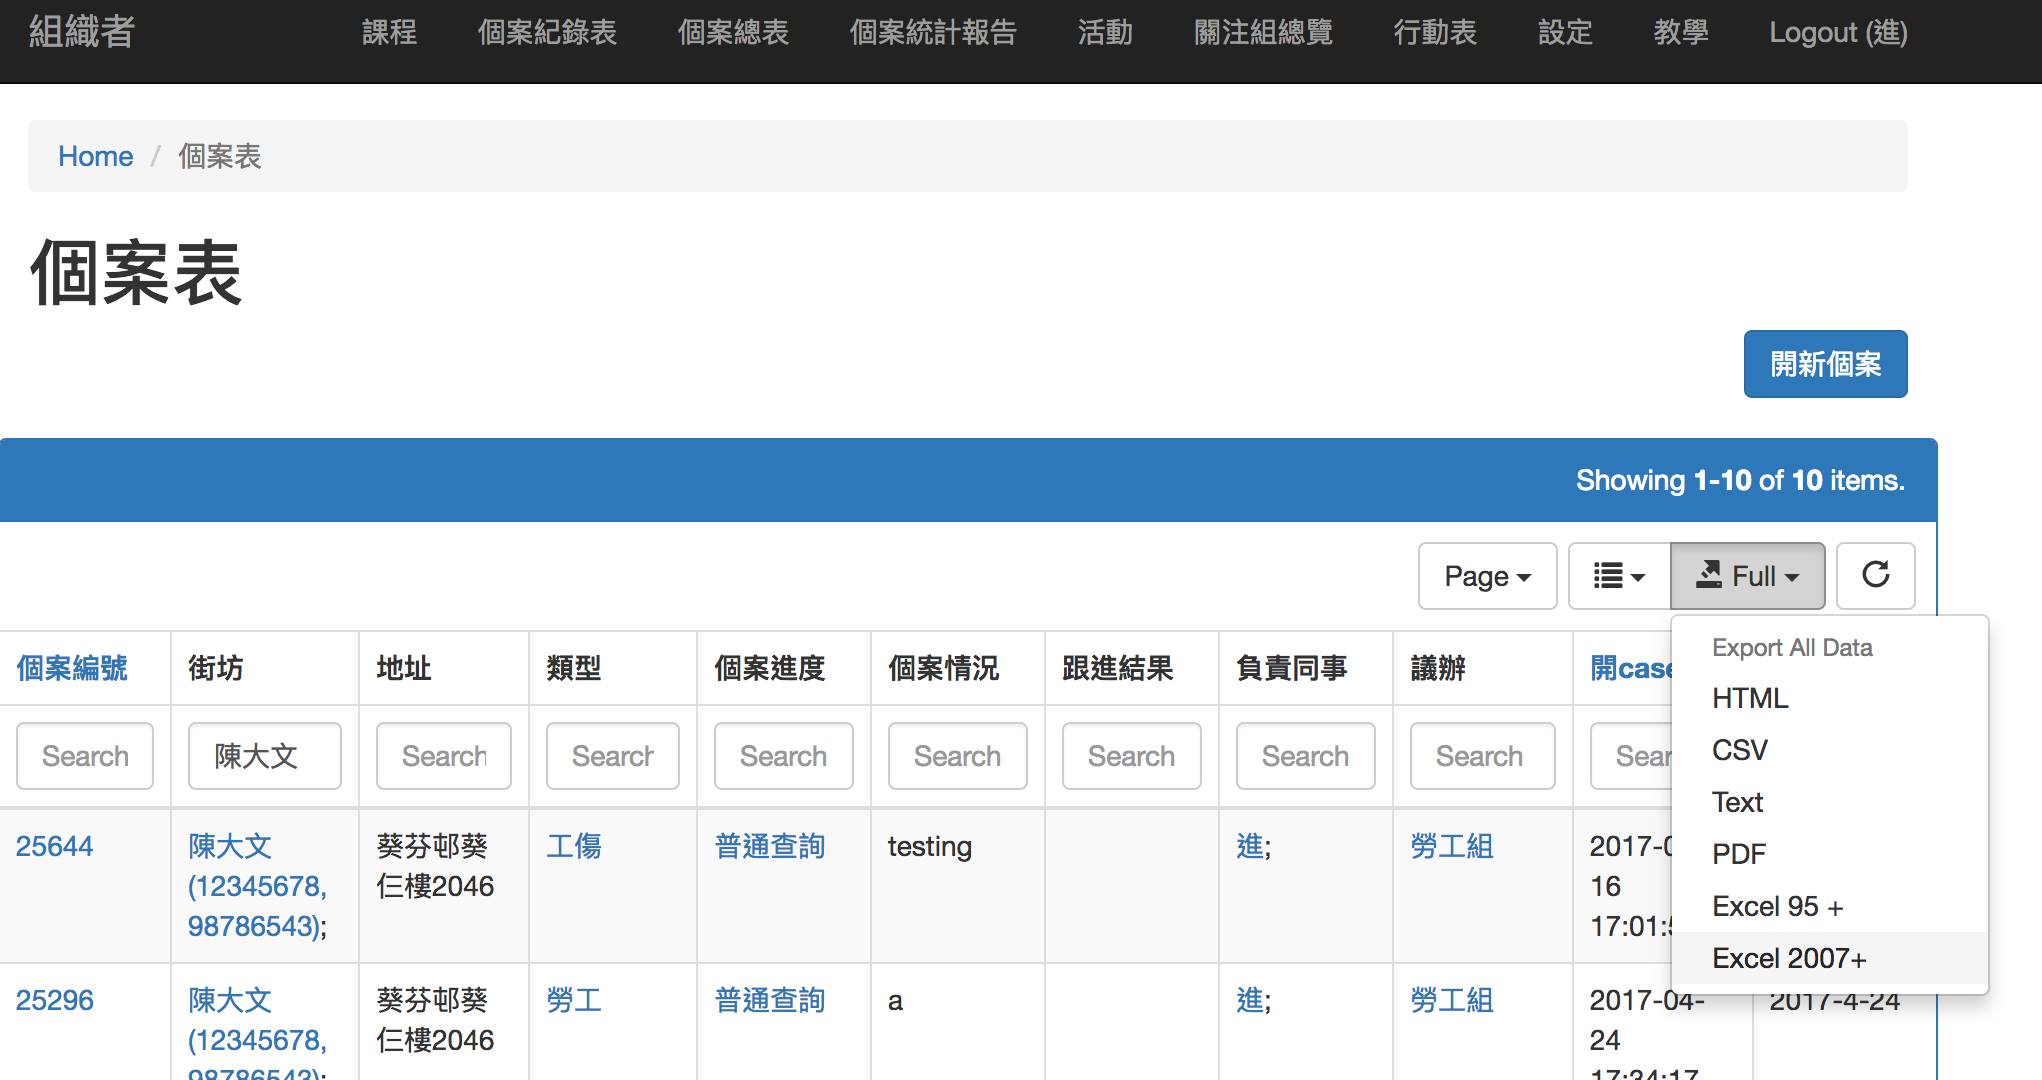 組織者 課程 個案紀錄表 個案總表 個案統計報告 活動 關注組總覽 行動表 設定 教學 Logout (進)
Home / 個案表
個案表
開新個案
Showing 1-10 of 10 items.
Page Full
Export All Data
HTML
CSV
Text
PDF
Excel 95 +
Excel 2007+
個案編號 街坊 地址 類型 個案進度 個案情況 跟進結果 負責同事 議辦 開case
Search 陳大文 Search Search Search Search Search Search Search Sear
25644 陳大文 葵芬邨葵 工傷 普通查詢 testing 進; 勞工組 2017-0
(12345678, 仨樓2046 16
98786543); 17:01:5
25296 陳大文 葵芬邨葵 勞工 普通查詢 a 進; 勞工組 2017-04- 2017-4-24
(12345678, 仨樓2046 24
98786543); 17:34:17